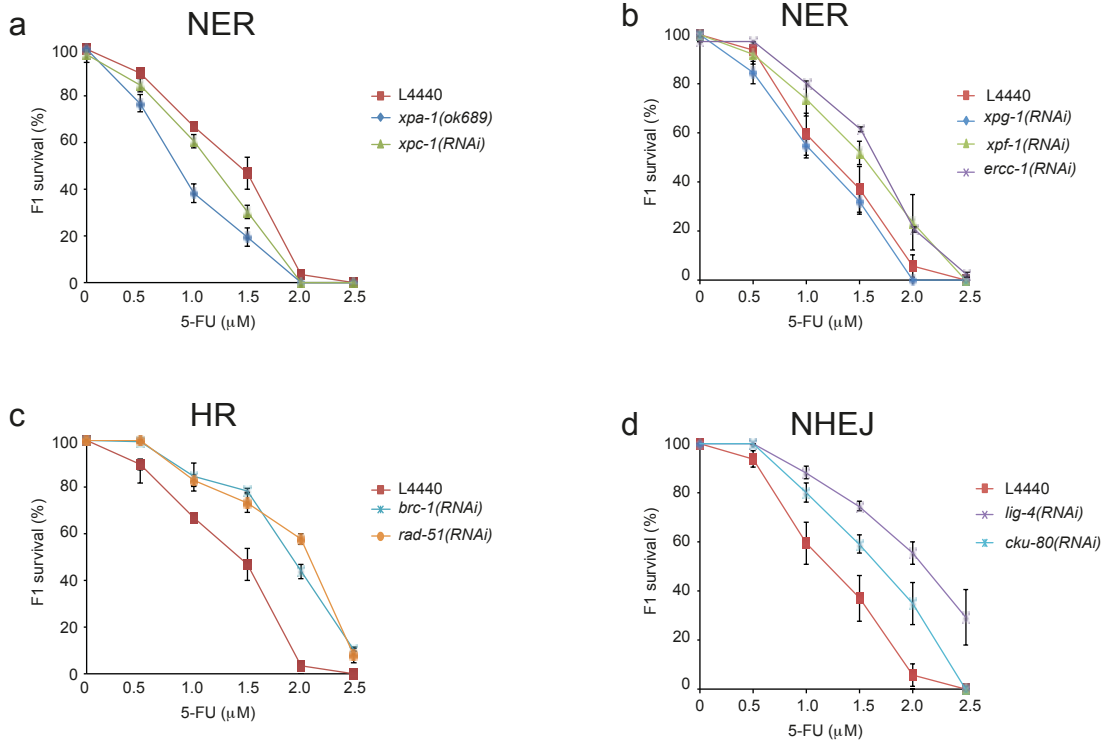 a
NER
100
80
60
40
20
0
F1 survival (%)
0
0.5
1.0
1.5
2.0
2.5
5-FU (µM)
L4440
xpa-1(ok689)
xpc-1(RNAi)
b
NER
100
80
60
40
20
0
F1 survival (%)
0
0.5
1.0
1.5
2.0
2.5
5-FU (µM)
L4440
xpg-1(RNAi)
xpf-1(RNAi)
ercc-1(RNAi)
c
HR
100
80
60
40
20
0
F1 survival (%)
0
0.5
1.0
1.5
2.0
2.5
5-FU (µM)
L4440
brc-1(RNAi)
rad-51(RNAi)
d
NHEJ
100
80
60
40
20
0
F1 survival (%)
0
0.5
1.0
1.5
2.0
2.5
5-FU (µM)
L4440
lig-4(RNAi)
cku-80(RNAi)